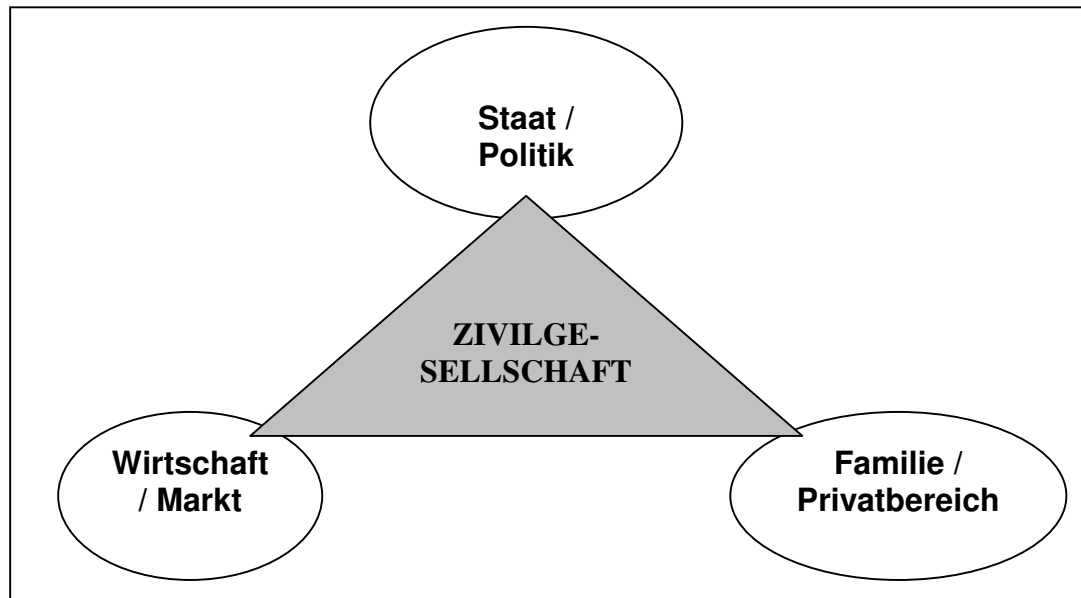 Staat /
Politik
ZIVILGE-
SELLSCHAFT
Wirtschaft
/ Markt
Familie /
Privatbereich